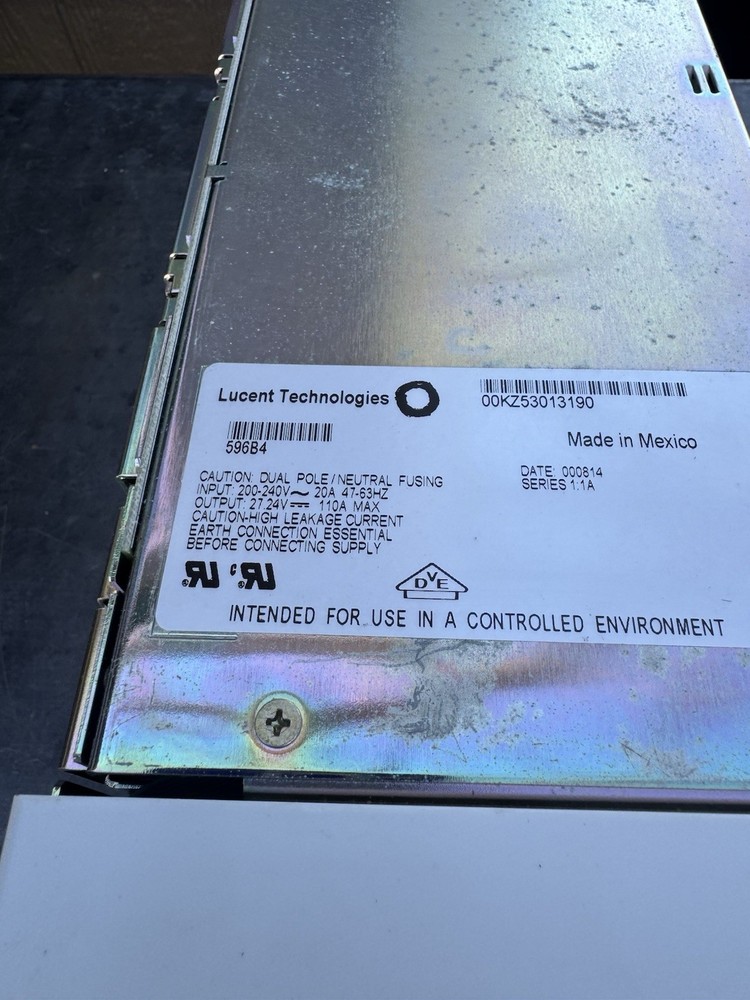 Lucent Technologies
00KZ53013190
596B4
Made in Mexico
CAUTION: DUAL POLE/NEUTRAL FUSING
INPUT: 200-240V~ 20A 47-63HZ
OUTPUT: 27.24V⎓ 110A MAX
CAUTION-HIGH LEAKAGE CURRENT
EARTH CONNECTION ESSENTIAL
BEFORE CONNECTING SUPPLY
DATE: 000814
SERIES 1.1A
DVE
INTENDED FOR USE IN A CONTROLLED ENVIRONMENT